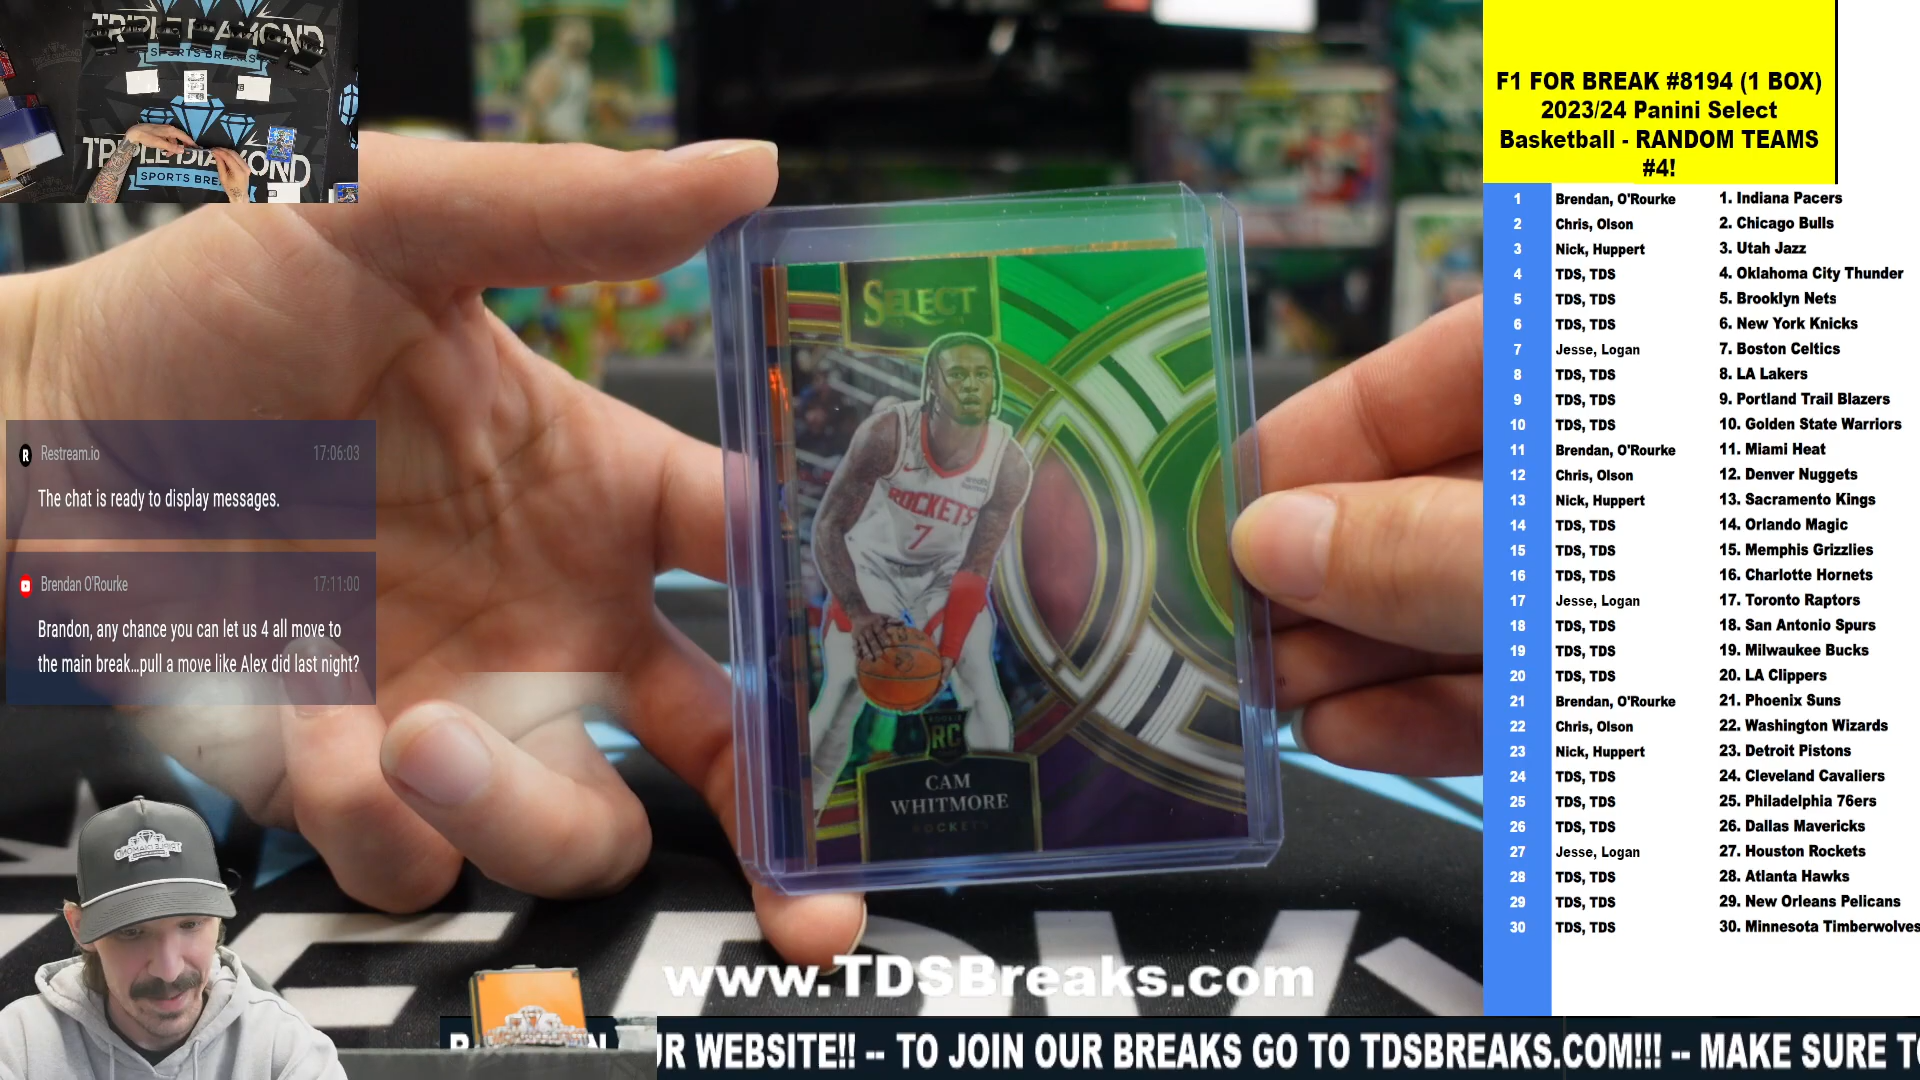 TRIPLE DIAMOND
SPORTS BREAKS
TRIPLE DIAMOND
SPORTS BREA
Restream.io
17:06:03
The chat is ready to display messages.
Brendan O'Rourke
17:11:00
Brandon, any chance you can let us 4 all move to
the main break...pull a move like Alex did last night?
SELECT
ROCKETS
7
RC
CAM
WHITMORE
ROCKETS
www.TDSBreaks.com
UR WEBSITE!! -- TO JOIN OUR BREAKS GO TO TDSBREAKS.COM!!! -- MAKE SURE TO
F1 FOR BREAK #8194 (1 BOX)
2023/24 Panini Select
Basketball - RANDOM TEAMS
#4!
1 Brendan, O'Rourke 1. Indiana Pacers
2 Chris, Olson 2. Chicago Bulls
3 Nick, Huppert 3. Utah Jazz
4 TDS, TDS 4. Oklahoma City Thunder
5 TDS, TDS 5. Brooklyn Nets
6 TDS, TDS 6. New York Knicks
7 Jesse, Logan 7. Boston Celtics
8 TDS, TDS 8. LA Lakers
9 TDS, TDS 9. Portland Trail Blazers
10 TDS, TDS 10. Golden State Warriors
11 Brendan, O'Rourke 11. Miami Heat
12 Chris, Olson 12. Denver Nuggets
13 Nick, Huppert 13. Sacramento Kings
14 TDS, TDS 14. Orlando Magic
15 TDS, TDS 15. Memphis Grizzlies
16 TDS, TDS 16. Charlotte Hornets
17 Jesse, Logan 17. Toronto Raptors
18 TDS, TDS 18. San Antonio Spurs
19 TDS, TDS 19. Milwaukee Bucks
20 TDS, TDS 20. LA Clippers
21 Brendan, O'Rourke 21. Phoenix Suns
22 Chris, Olson 22. Washington Wizards
23 Nick, Huppert 23. Detroit Pistons
24 TDS, TDS 24. Cleveland Cavaliers
25 TDS, TDS 25. Philadelphia 76ers
26 TDS, TDS 26. Dallas Mavericks
27 Jesse, Logan 27. Houston Rockets
28 TDS, TDS 28. Atlanta Hawks
29 TDS, TDS 29. New Orleans Pelicans
30 TDS, TDS 30. Minnesota Timberwolves